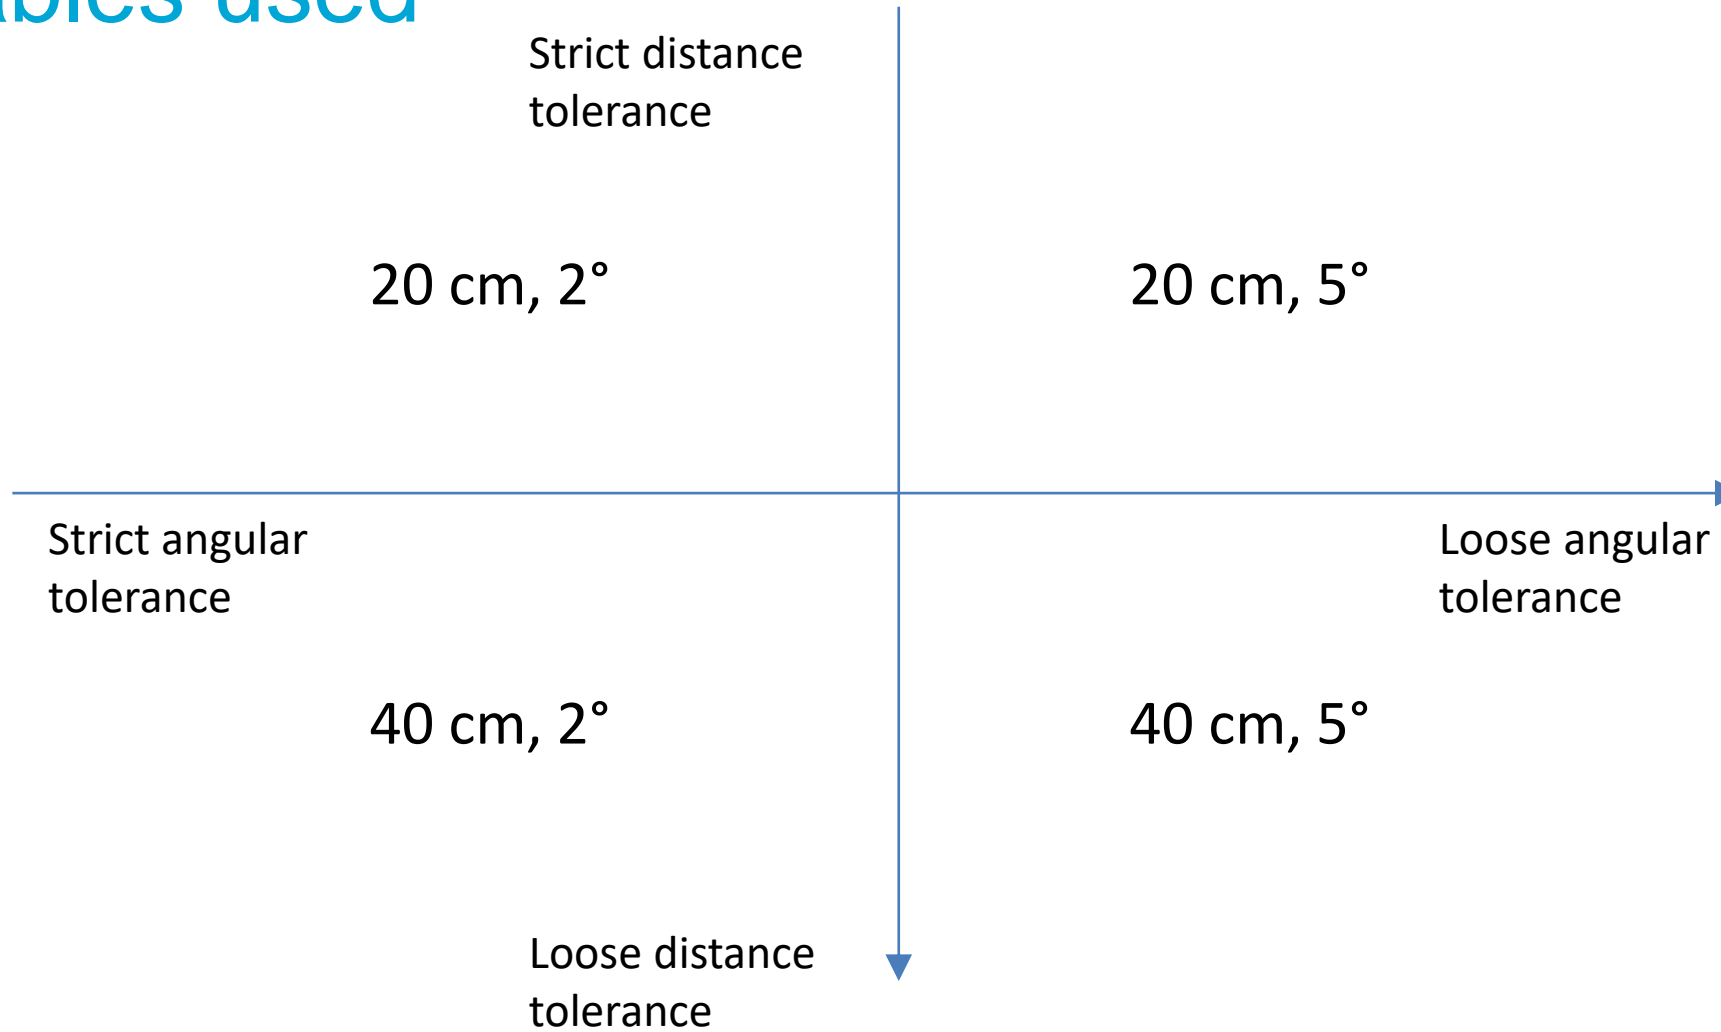 used
Strict distance
tolerance
20 cm, 2°
20 cm, 5°
Strict angular
tolerance
Loose angular
tolerance
40 cm, 2°
40 cm, 5°
Loose distance
tolerance